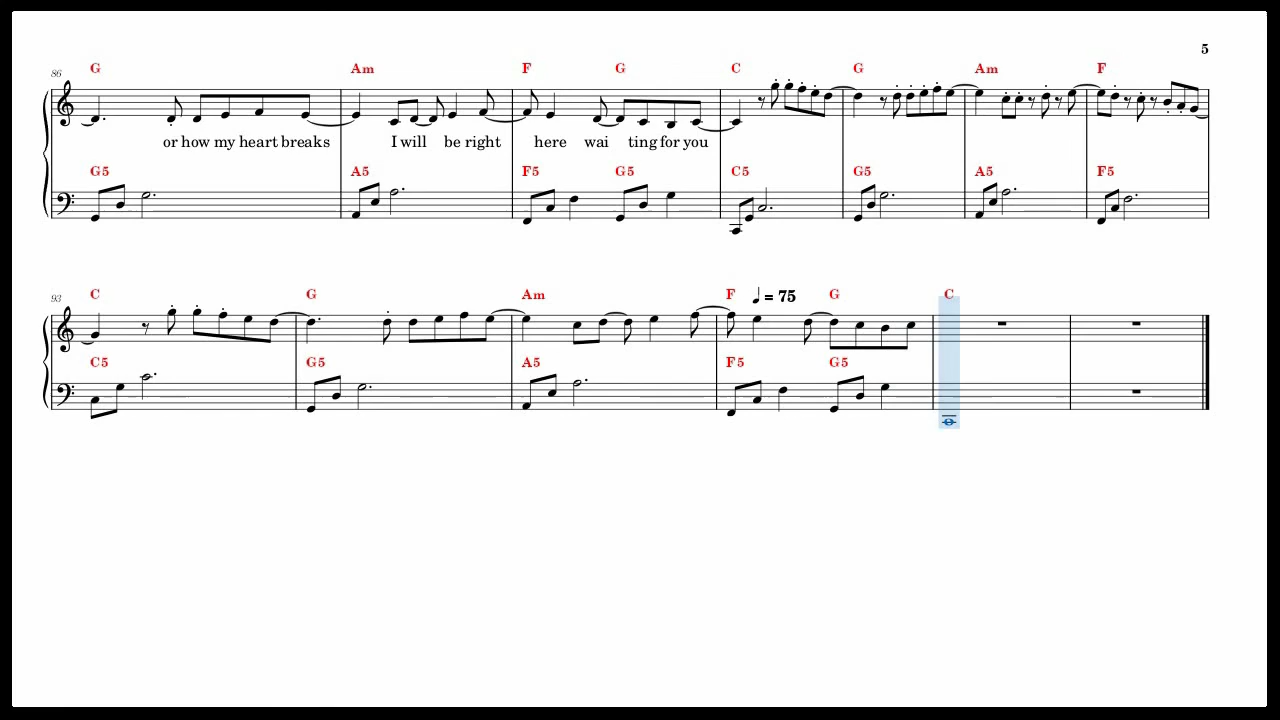 5
86 G Am F G C G Am F
or how my heart breaks I will be right here wai ting for you
G5 A5 F5 G5 C5 G5 A5 F5
93 C G Am F ♩ = 75 G C
C5 G5 A5 F5 G5